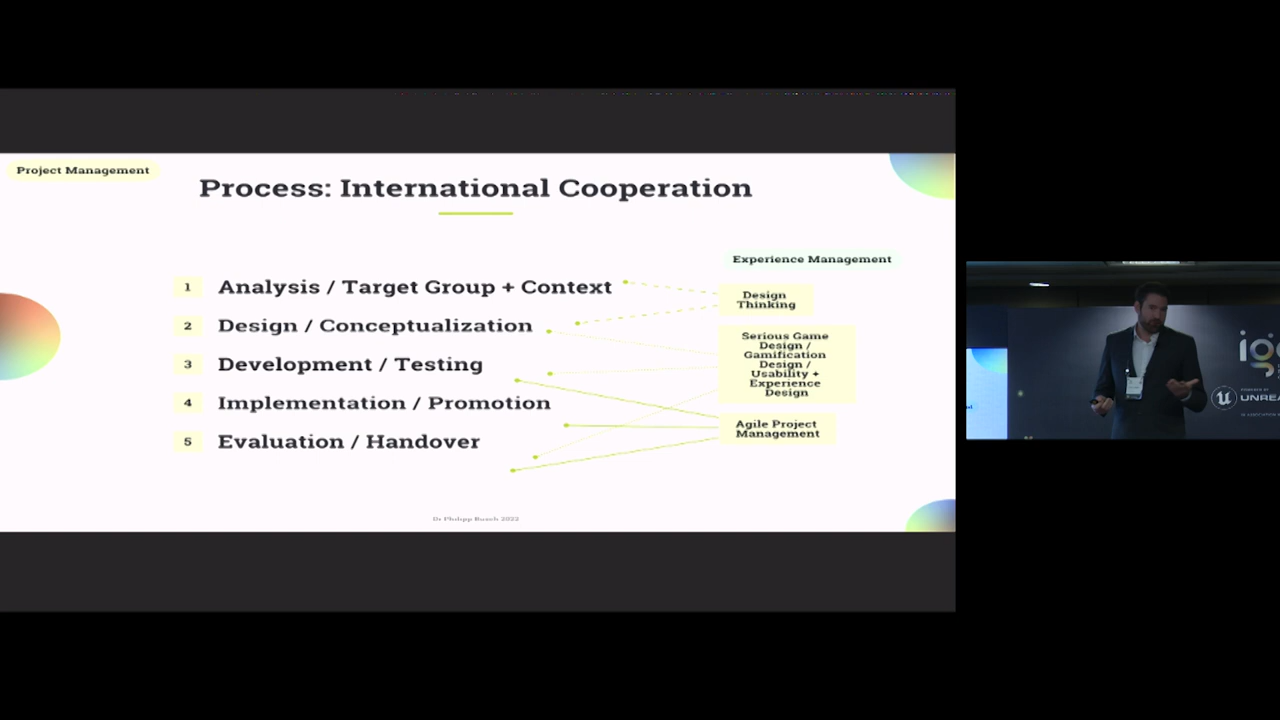 Project Management
Process: International Cooperation
Experience Management
1 Analysis / Target Group + Context
2 Design / Conceptualization
3 Development / Testing
4 Implementation / Promotion
5 Evaluation / Handover
Design
Thinking
Serious Game
Design /
Gamification
Design /
Usability +
Experience
Design
Agile Project
Management
Dr Philipp Busch 2022